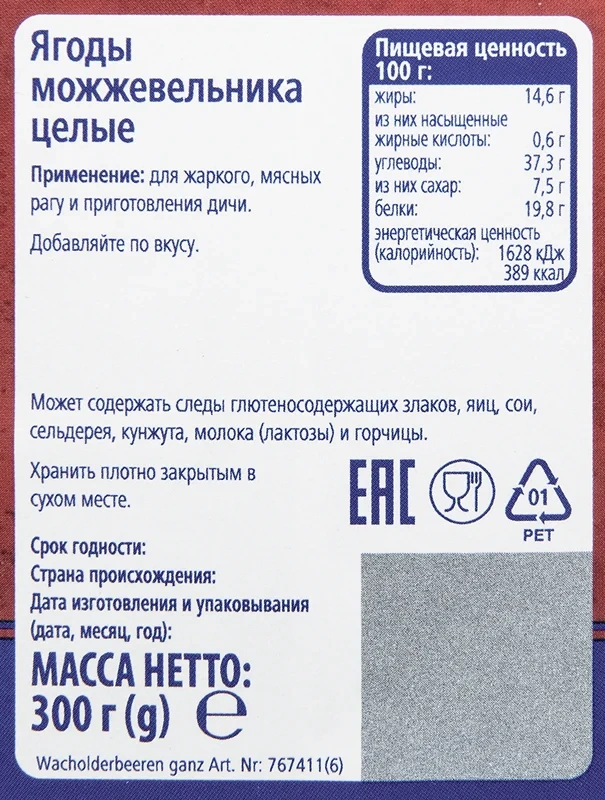 Ягоды
можжевельника
целые
Применение: для жаркого, мясных
рагу и приготовления дичи.
Добавляйте по вкусу.
Пищевая ценность
100 г:
жиры: 14,6 г
из них насыщенные
жирные кислоты: 0,6 г
углеводы: 37,3 г
из них сахар: 7,5 г
белки: 19,8 г
энергетическая ценность
(калорийность): 1628 кДж
389 ккал
Может содержать следы глютеносодержащих злаков, яиц, сои,
сельдерея, кунжута, молока (лактозы) и горчицы.
Хранить плотно закрытым в
сухом месте.
EAC
01
PET
Срок годности:
Страна происхождения:
Дата изготовления и упаковывания
(дата, месяц, год):
МАССА НЕТТО:
300 г (g) ℮
Wacholderbeeren ganz Art. Nr: 767411(6)